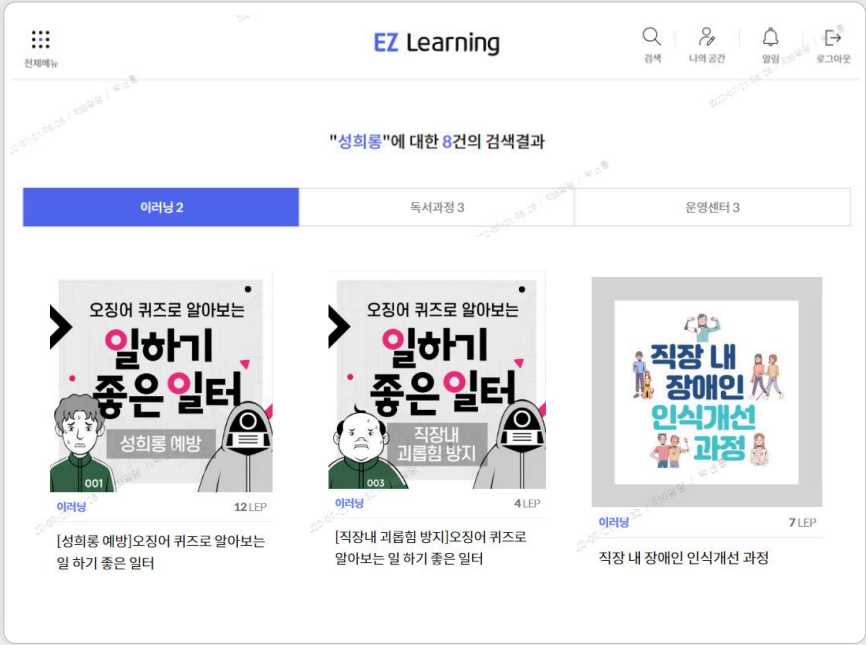 전체메뉴
EZ Learning
검색
나의 공간
알림
로그아웃
"성희롱"에 대한 8건의 검색결과
이러닝 2
독서과정 3
운영센터 3
오징어 퀴즈로 알아보는
일하기
좋은 일터
성희롱 예방
001
이러닝
12 LEP
[성희롱 예방]오징어 퀴즈로 알아보는
일 하기 좋은 일터
오징어 퀴즈로 알아보는
일하기
좋은 일터
직장내
괴롭힘 방지
003
이러닝
4 LEP
[직장내 괴롭힘 방지]오징어 퀴즈로
알아보는 일 하기 좋은 일터
직장 내
장애인
인식개선
과정
이러닝
7 LEP
직장 내 장애인 인식개선 과정